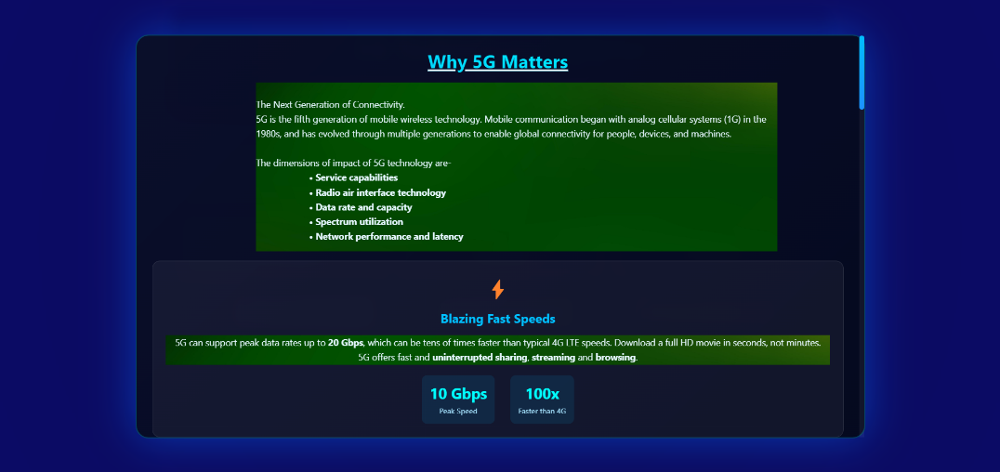 Why 5G Matters
The Next Generation of Connectivity.
5G is the fifth generation of mobile wireless technology. Mobile communication began with analog cellular systems (1G) in the
1980s, and has evolved through multiple generations to enable global connectivity for people, devices, and machines.
The dimensions of impact of 5G technology are-
• Service capabilities
• Radio air interface technology
• Data rate and capacity
• Spectrum utilization
• Network performance and latency
Blazing Fast Speeds
5G can support peak data rates up to 20 Gbps, which can be tens of times faster than typical 4G LTE speeds. Download a full HD movie in seconds, not minutes.
5G offers fast and uninterrupted sharing, streaming and browsing.
10 Gbps
Peak Speed
100x
Faster than 4G